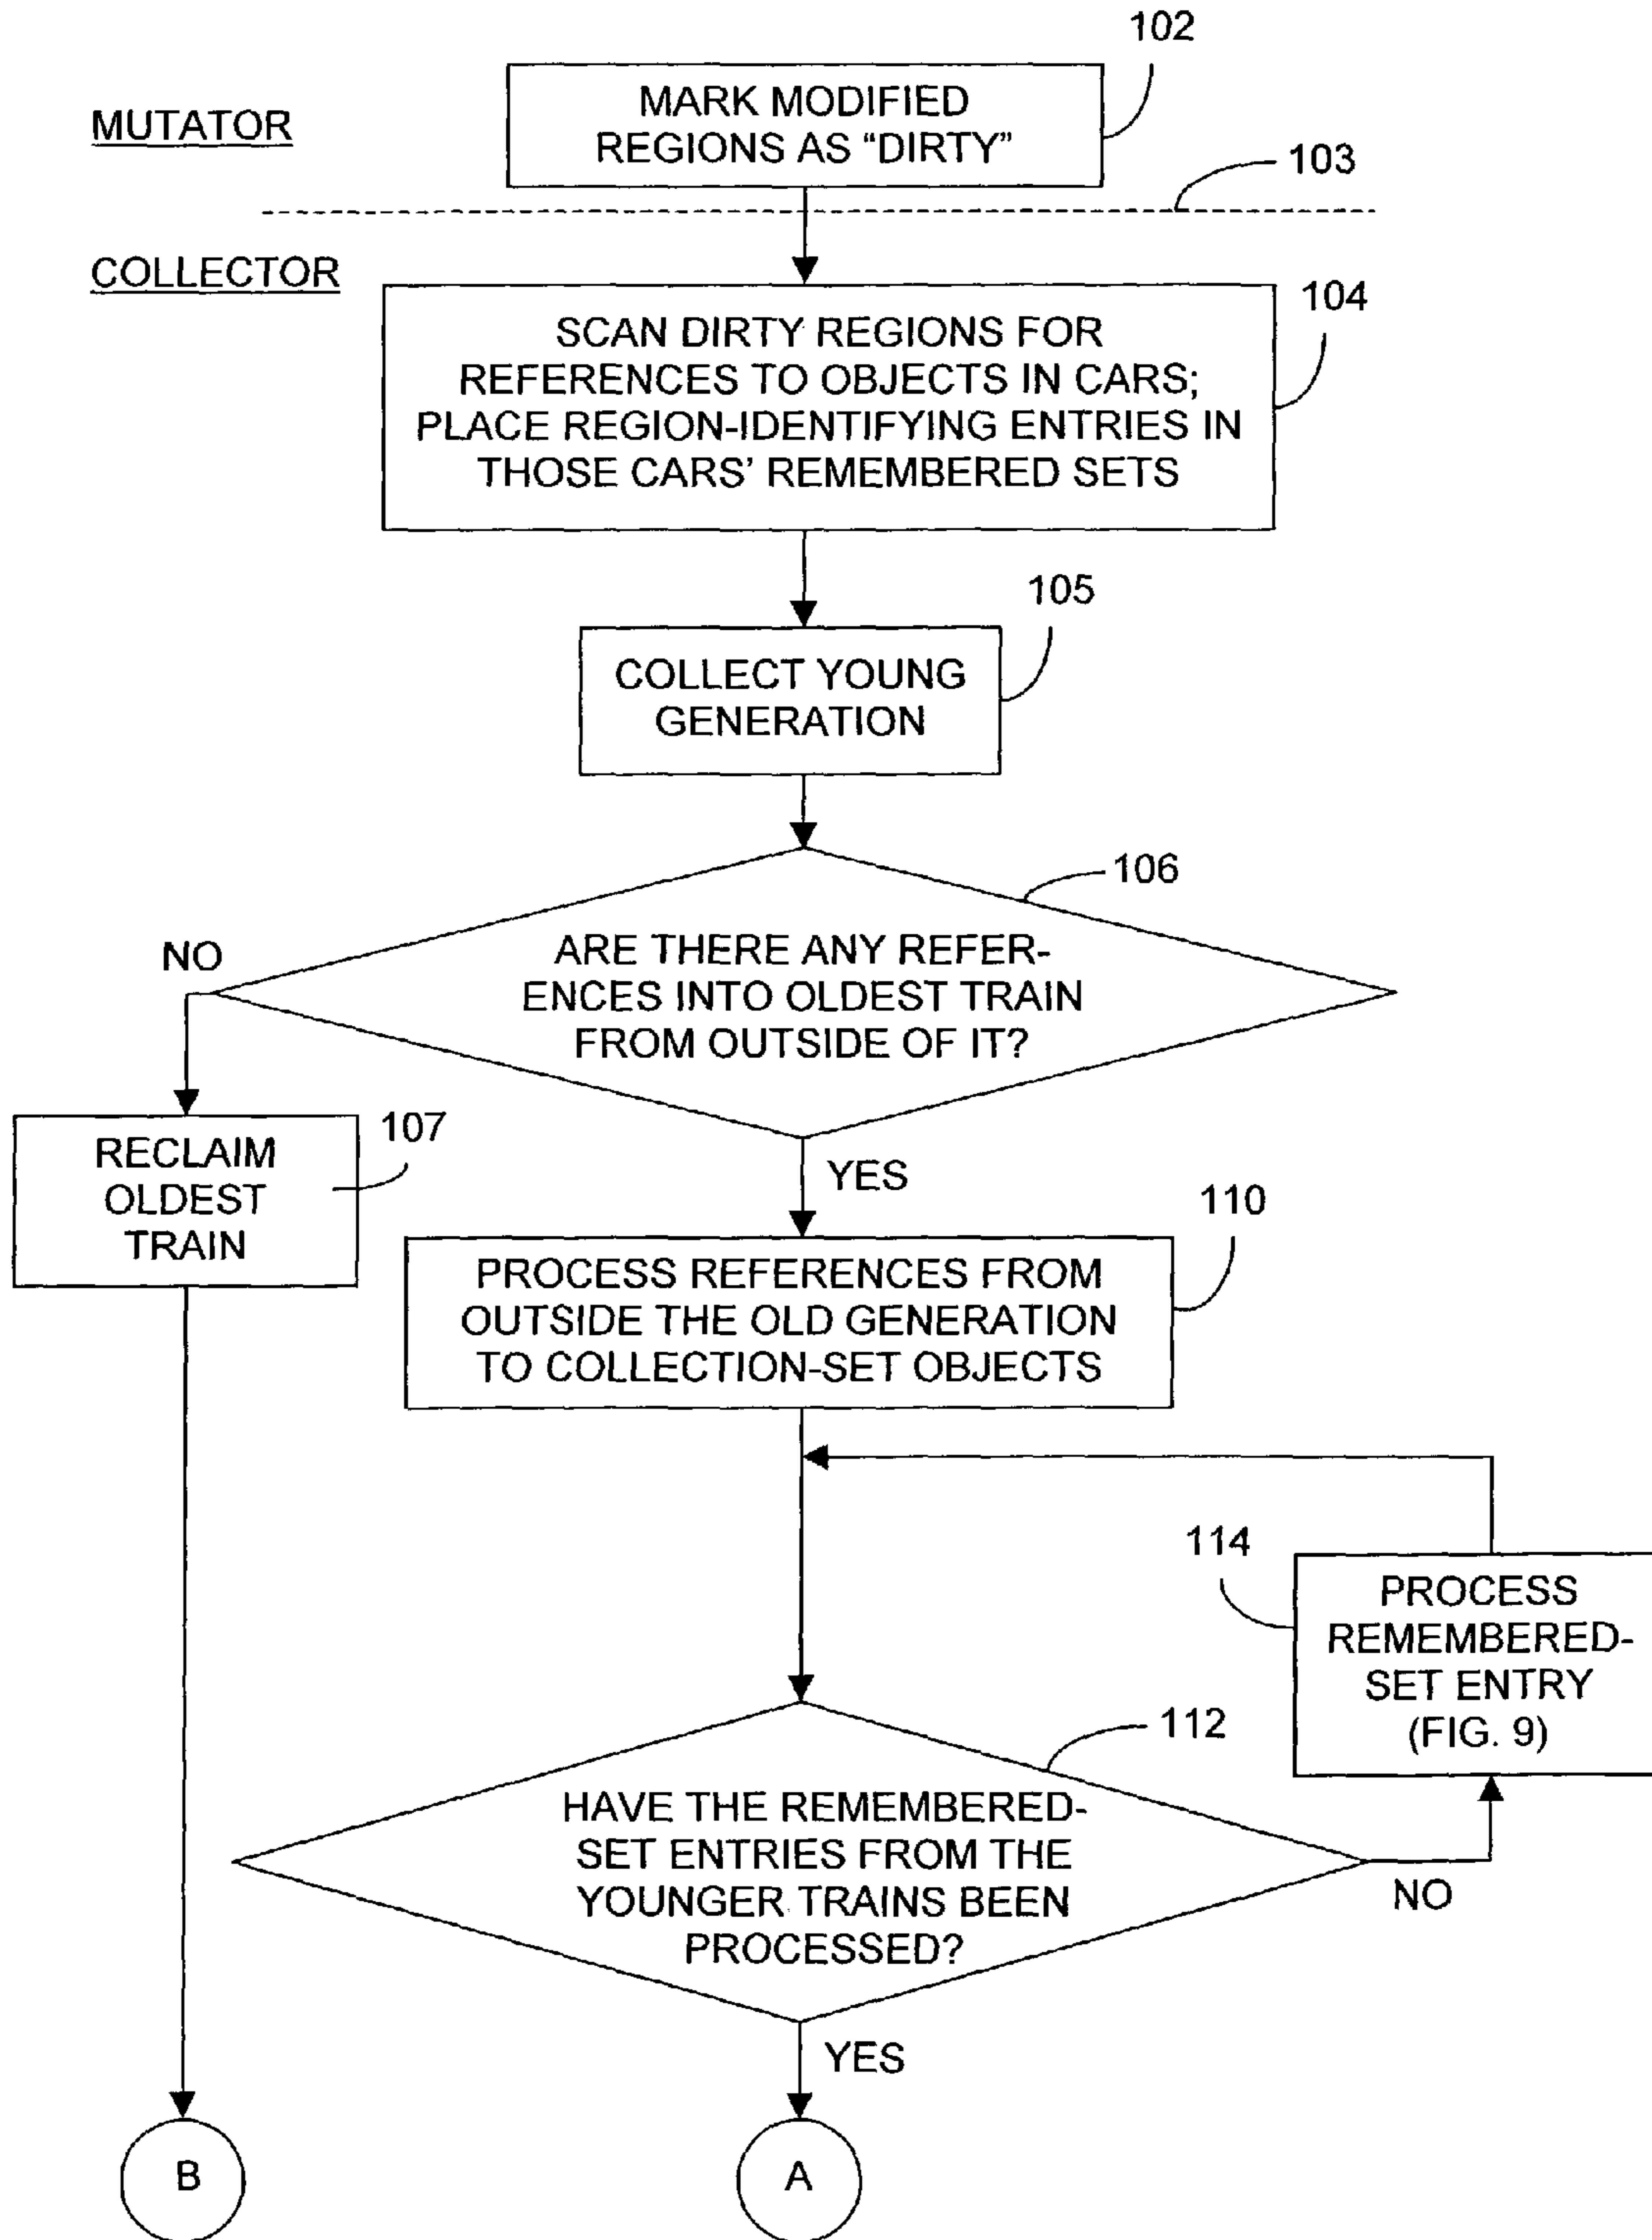 102
MUTATOR
MARK MODIFIED
REGIONS AS “DIRTY”
103
COLLECTOR
104
SCAN DIRTY REGIONS FOR
REFERENCES TO OBJECTS IN CARS;
PLACE REGION-IDENTIFYING ENTRIES IN
THOSE CARS’ REMEMBERED SETS
105
COLLECT YOUNG
GENERATION
106
NO
ARE THERE ANY REFER-
ENCES INTO OLDEST TRAIN
FROM OUTSIDE OF IT?
107
RECLAIM
OLDEST
TRAIN
YES
110
PROCESS REFERENCES FROM
OUTSIDE THE OLD GENERATION
TO COLLECTION-SET OBJECTS
114
PROCESS
REMEMBERED-
SET ENTRY
(FIG. 9)
112
HAVE THE REMEMBERED-
SET ENTRIES FROM THE
YOUNGER TRAINS BEEN
PROCESSED?
NO
YES
B
A